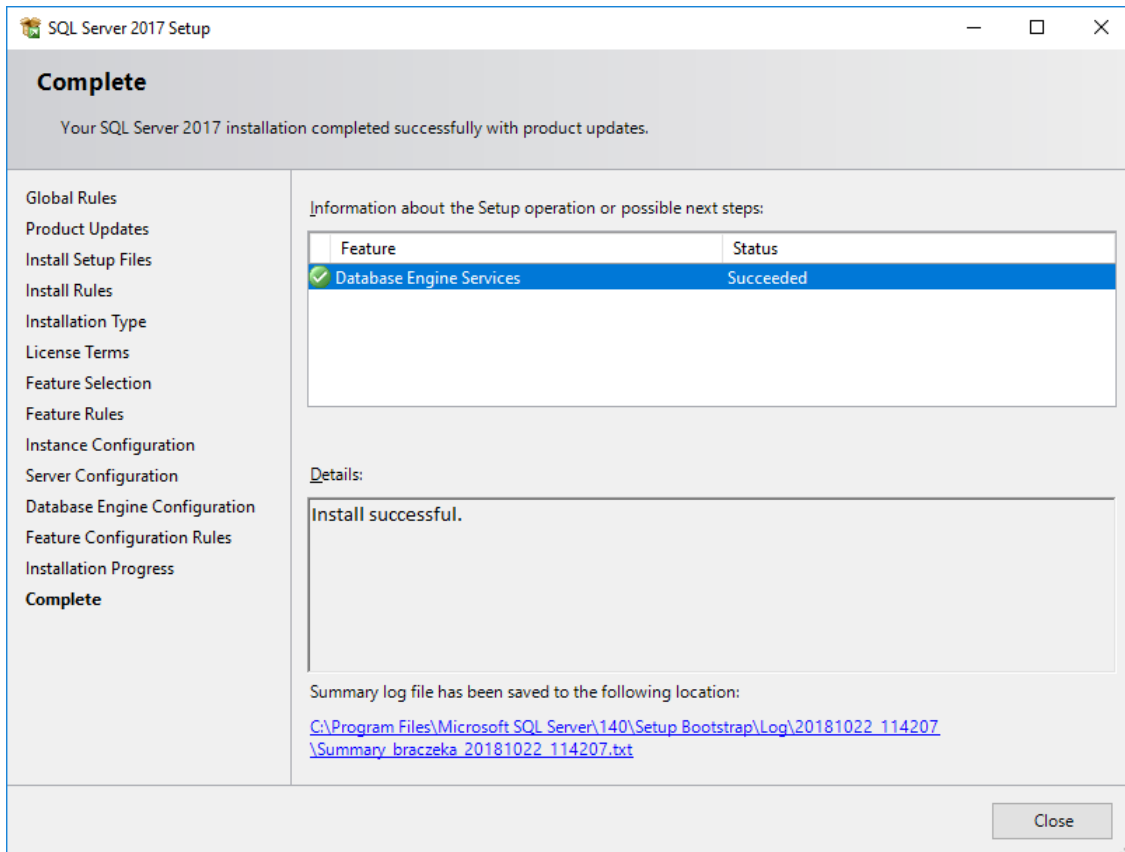 SQL Server 2017 Setup
Complete
Your SQL Server 2017 installation completed successfully with product updates.
Global Rules
Product Updates
Install Setup Files
Install Rules
Installation Type
License Terms
Feature Selection
Feature Rules
Instance Configuration
Server Configuration
Database Engine Configuration
Feature Configuration Rules
Installation Progress
Complete
Information about the Setup operation or possible next steps:
Feature Status
Database Engine Services Succeeded
Details:
Install successful.
Summary log file has been saved to the following location:
C:\Program Files\Microsoft SQL Server\140\Setup Bootstrap\Log\20181022_114207
\Summary_braczeka_20181022_114207.txt
Close